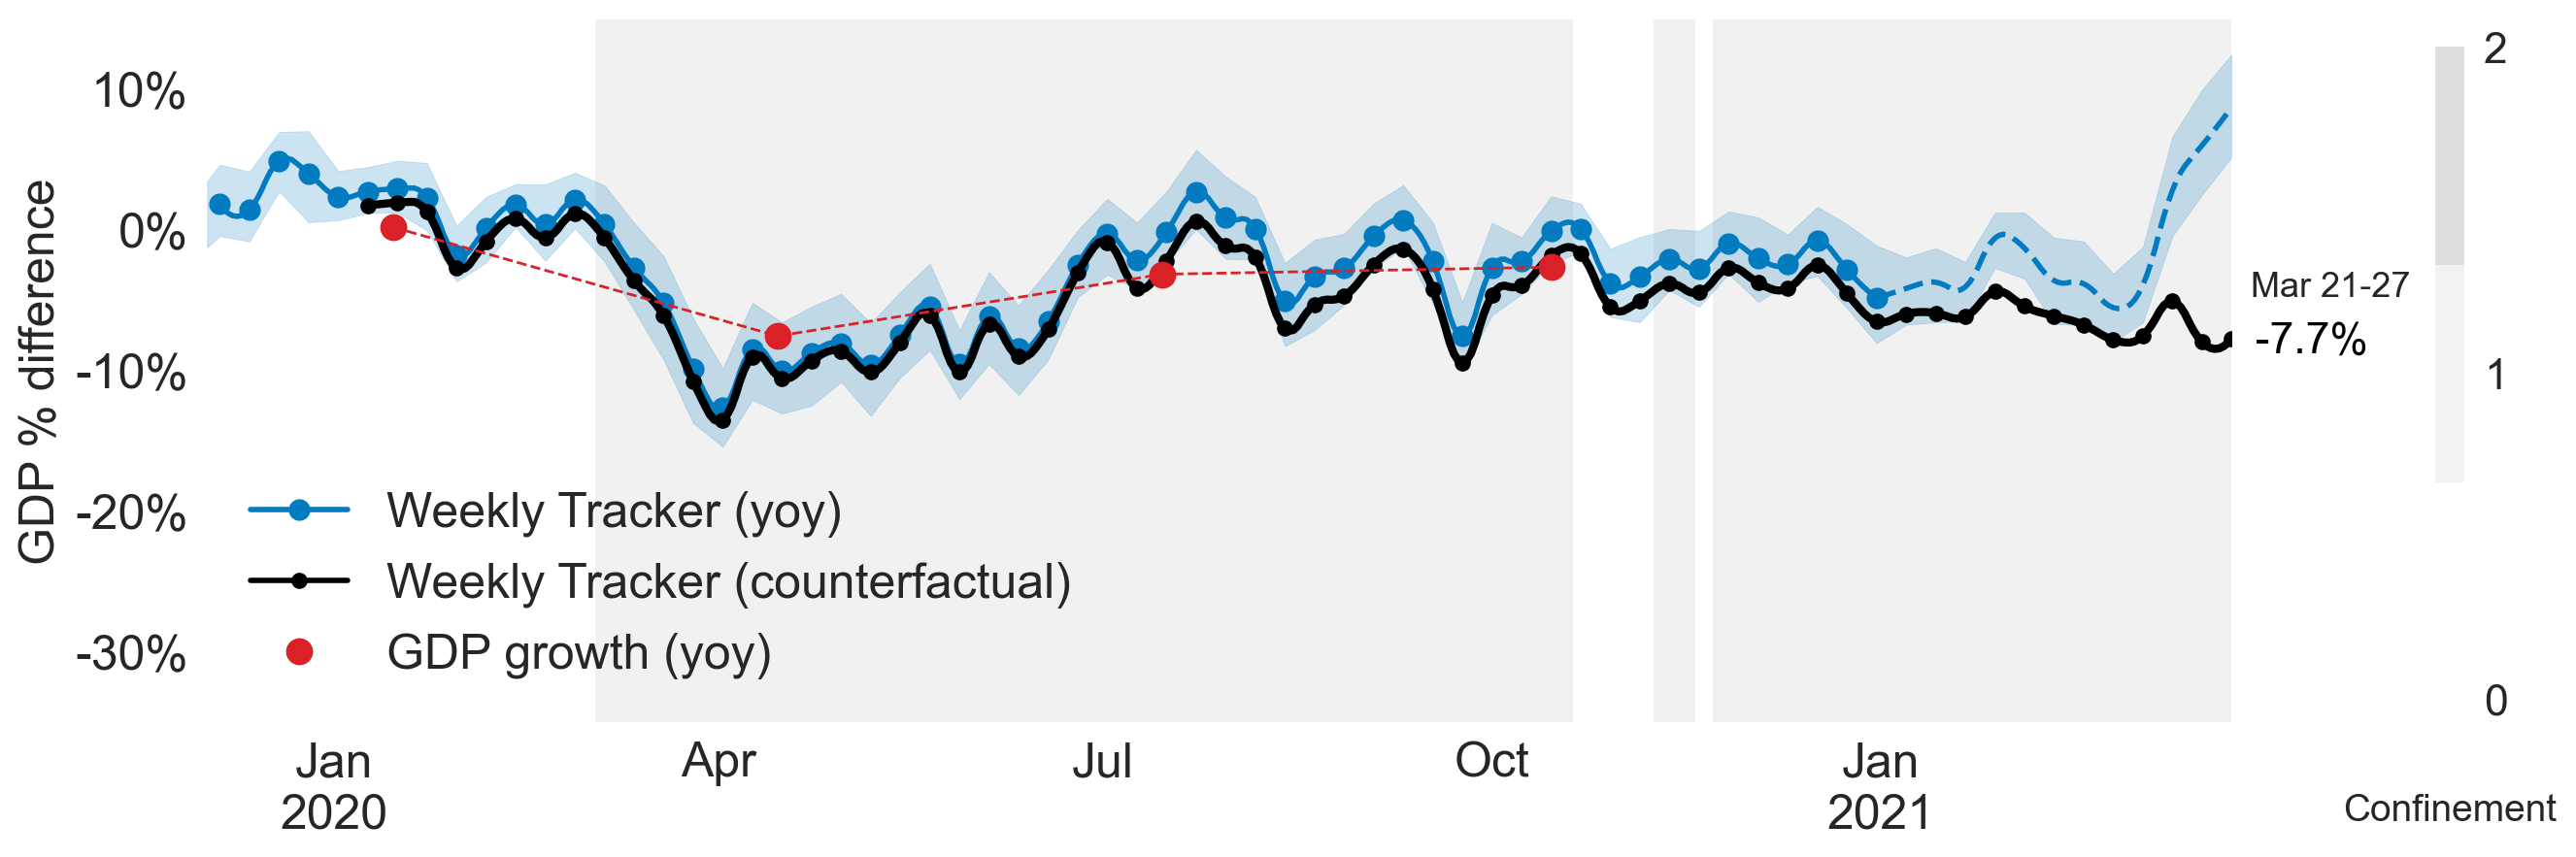 GDP % difference
10%
0%
-10%
-20%
-30%
Weekly Tracker (yoy)
Weekly Tracker (counterfactual)
GDP growth (yoy)
Jan
2020
Apr
Jul
Oct
Jan
2021
Mar 21-27
-7.7%
2
1
0
Confinement